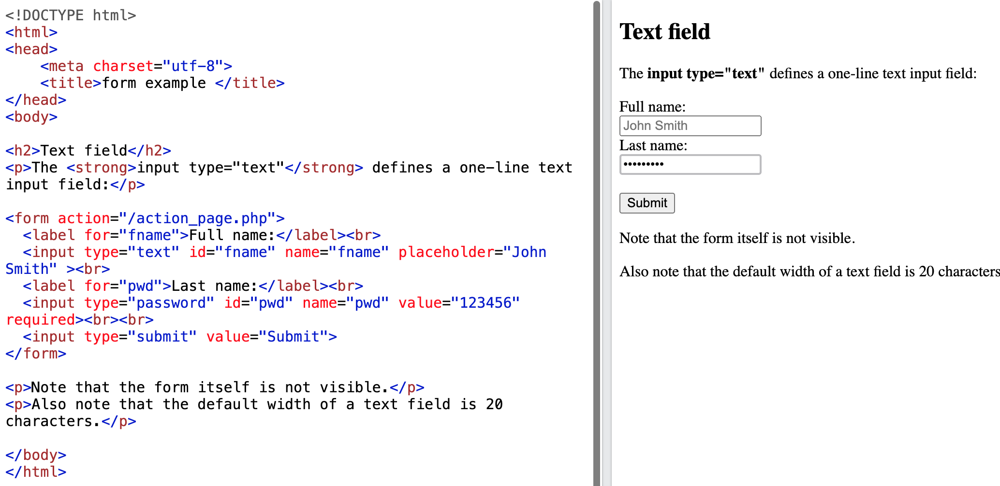 <!DOCTYPE html>
<html>
<head>
    <meta charset="utf-8">
    <title>form example </title>
</head>
<body>

<h2>Text field</h2>
<p>The <strong>input type="text"</strong> defines a one-line text
input field:</p>

<form action="/action_page.php">
  <label for="fname">Full name:</label><br>
  <input type="text" id="fname" name="fname" placeholder="John
Smith" ><br>
  <label for="pwd">Last name:</label><br>
  <input type="password" id="pwd" name="pwd" value="123456"
required><br><br>
  <input type="submit" value="Submit">
</form>

<p>Note that the form itself is not visible.</p>
<p>Also note that the default width of a text field is 20
characters.</p>

</body>
</html>
Text field
The input type="text" defines a one-line text input field:
Full name:
John Smith
Last name:
•••••••••
Submit
Note that the form itself is not visible.
Also note that the default width of a text field is 20 characters